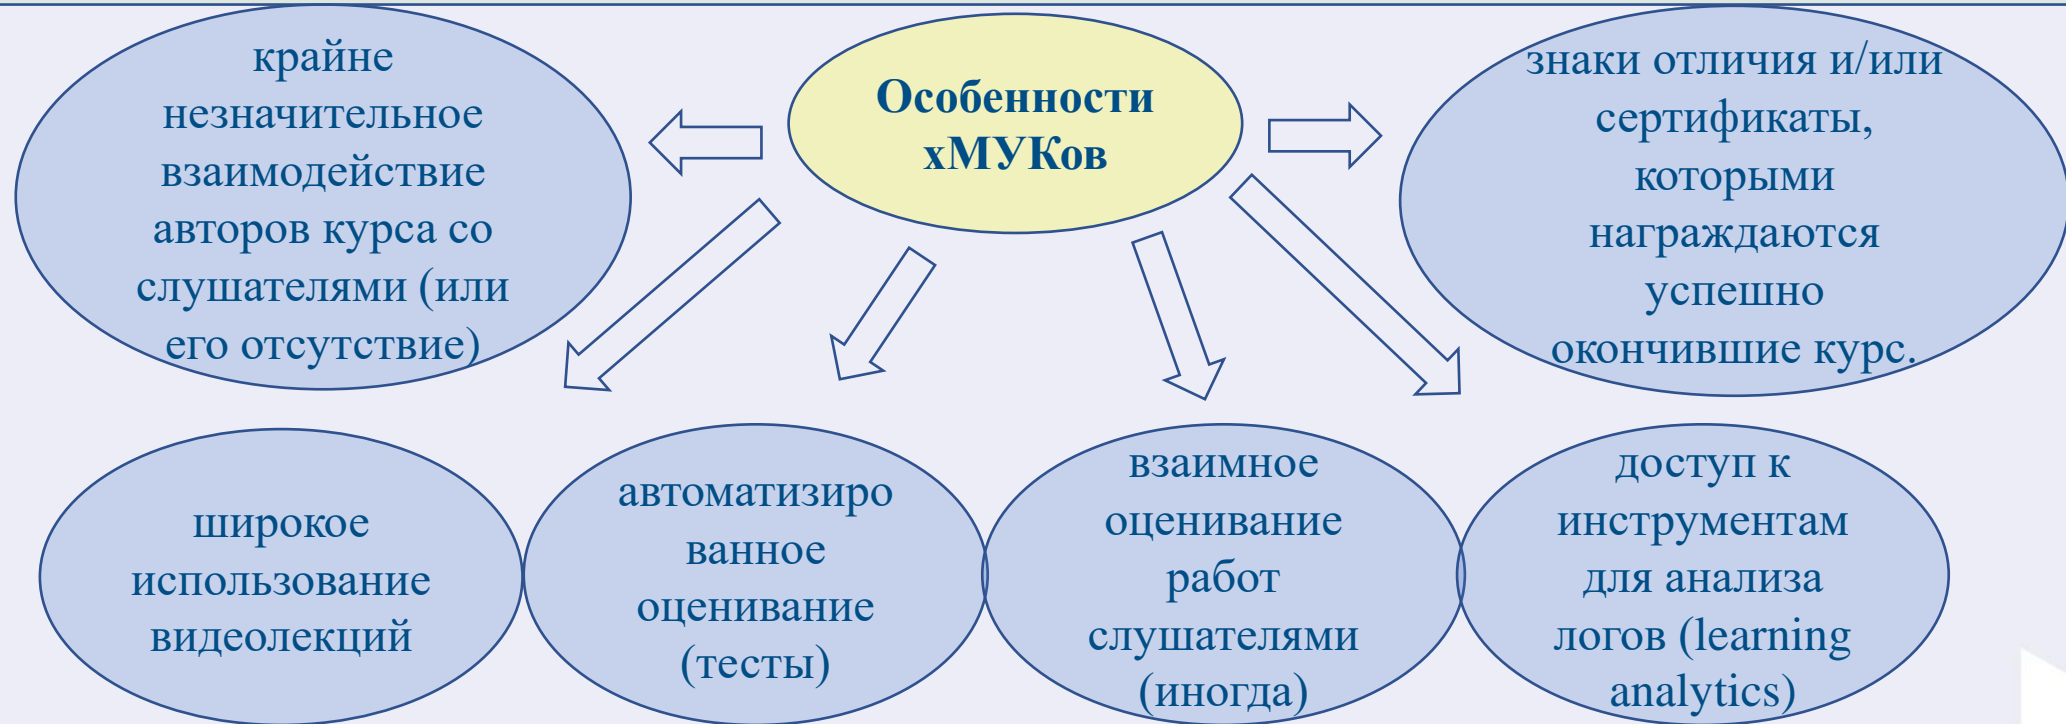 крайне
незначительное
взаимодействие
авторов курса со
слушателями (или
его отсутствие)
Особенности
хМУКов
знаки отличия и/или
сертификаты,
которыми
награждаются
успешно
окончившие курс.
широкое
использование
видеолекций
автоматизиро
ванное
оценивание
(тесты)
взаимное
оценивание
работ
слушателями
(иногда)
доступ к
инструментам
для анализа
логов (learning
analytics)